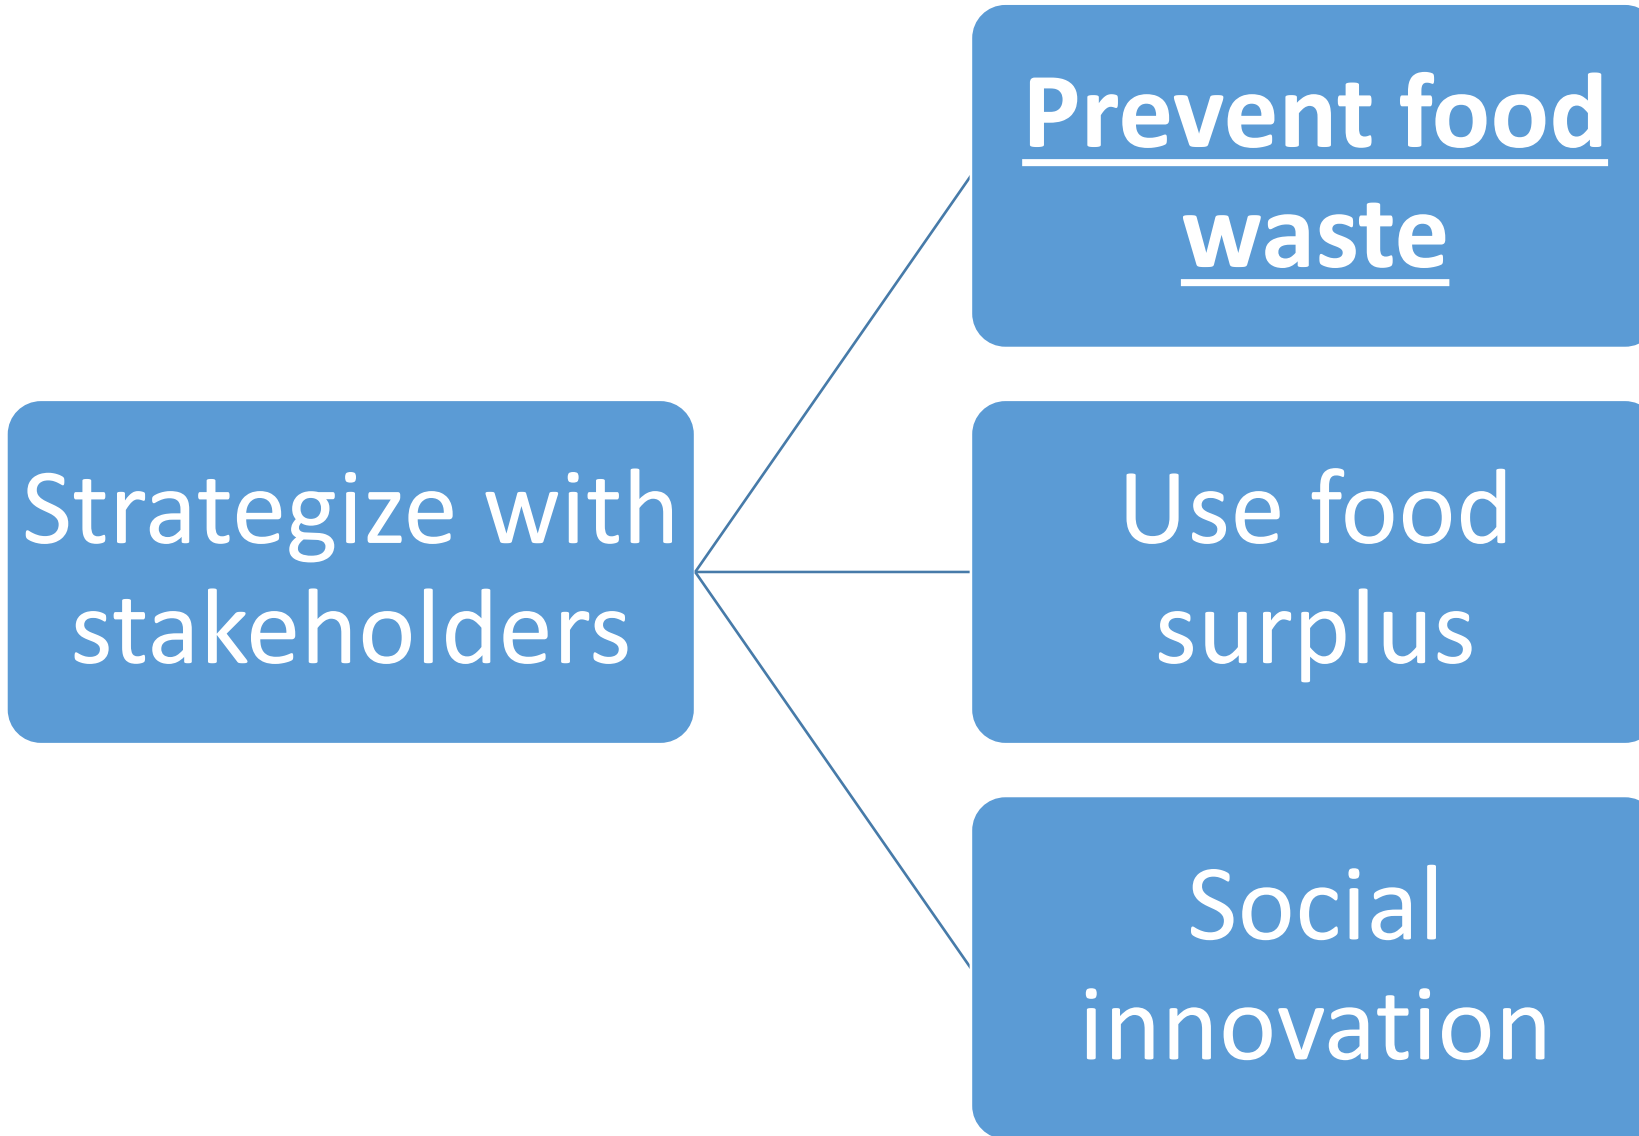 Prevent food
waste
Strategize with
stakeholders
Use food
surplus
Social
innovation